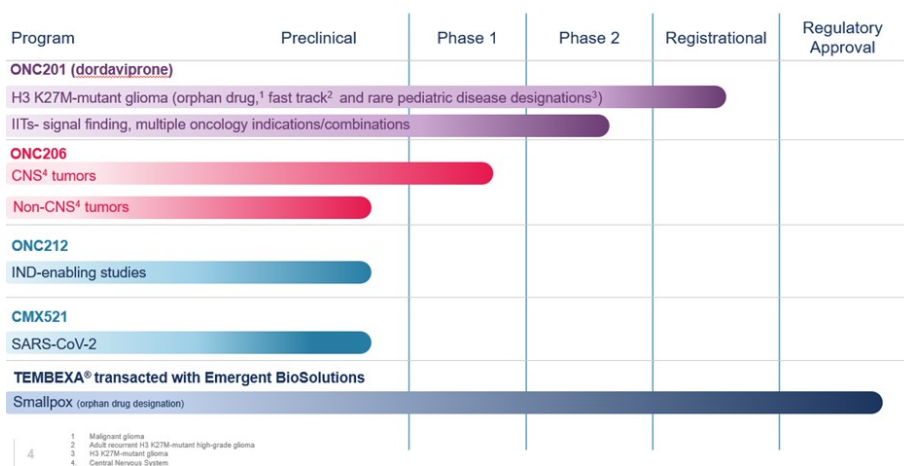 Program Preclinical Phase 1 Phase 2 Registrational Regulatory Approval
ONC201 (dordaviprone)
H3 K27M-mutant glioma (orphan drug,¹ fast track² and rare pediatric disease designations³)
IITs- signal finding, multiple oncology indications/combinations
ONC206
CNS⁴ tumors
Non-CNS⁴ tumors
ONC212
IND-enabling studies
CMX521
SARS-CoV-2
TEMBEXA® transacted with Emergent BioSolutions
Smallpox (orphan drug designation)
4
1 Malignant glioma
2 Adult recurrent H3 K27M-mutant high-grade glioma
3 H3 K27M-mutant glioma
4. Central Nervous System